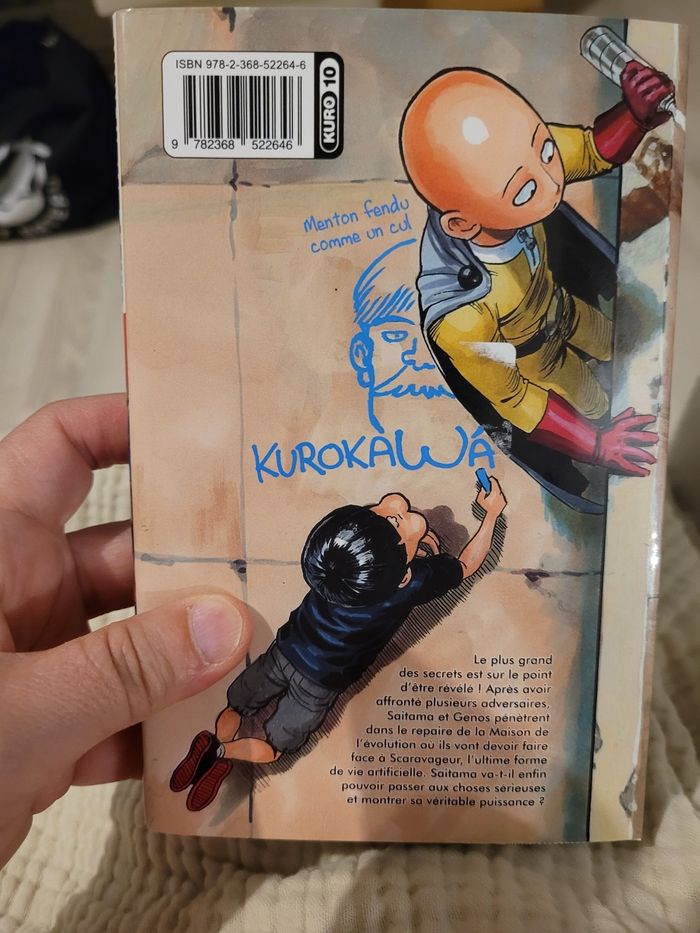 ISBN 978-2-368-52264-6
9 782368 522646
KURO 10
Menton fendu
comme un cul
KUROKÀWÁ
Le plus grand
des secrets est sur le point
d'être révélé ! Après avoir
affronté plusieurs adversaires,
Saitama et Genos pénètrent
dans le repaire de la Maison de
l'évolution où ils vont devoir faire
face à Scaravageur, l'ultime forme
de vie artificielle. Saitama va-t-il enfin
pouvoir passer aux choses sérieuses
et montrer sa véritable puissance ?